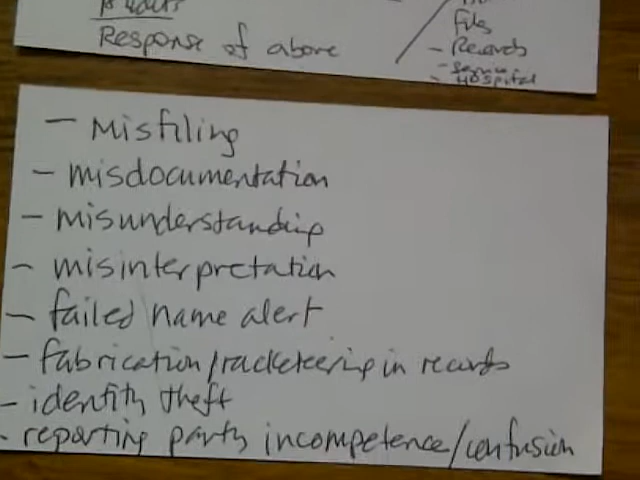 Response of above
Files
- Records
- Service
- Hospital
- Misfiling
- misdocumentation
- misunderstanding
- misinterpretation
- failed name alert
- fabrication/racketeering in records
- identity theft
- reporting party incompetence/confusion